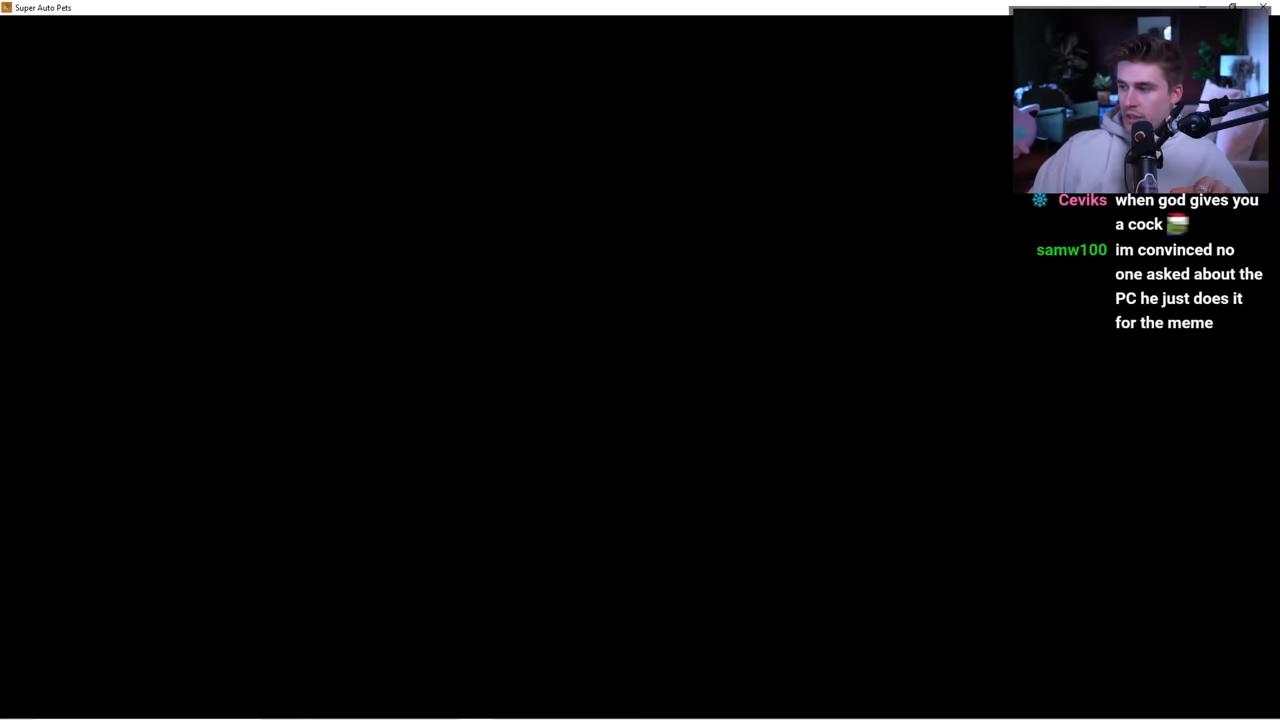 Super Auto Pets
Ceviks when god gives you
a cock
samw100 im convinced no
one asked about the
PC he just does it
for the meme